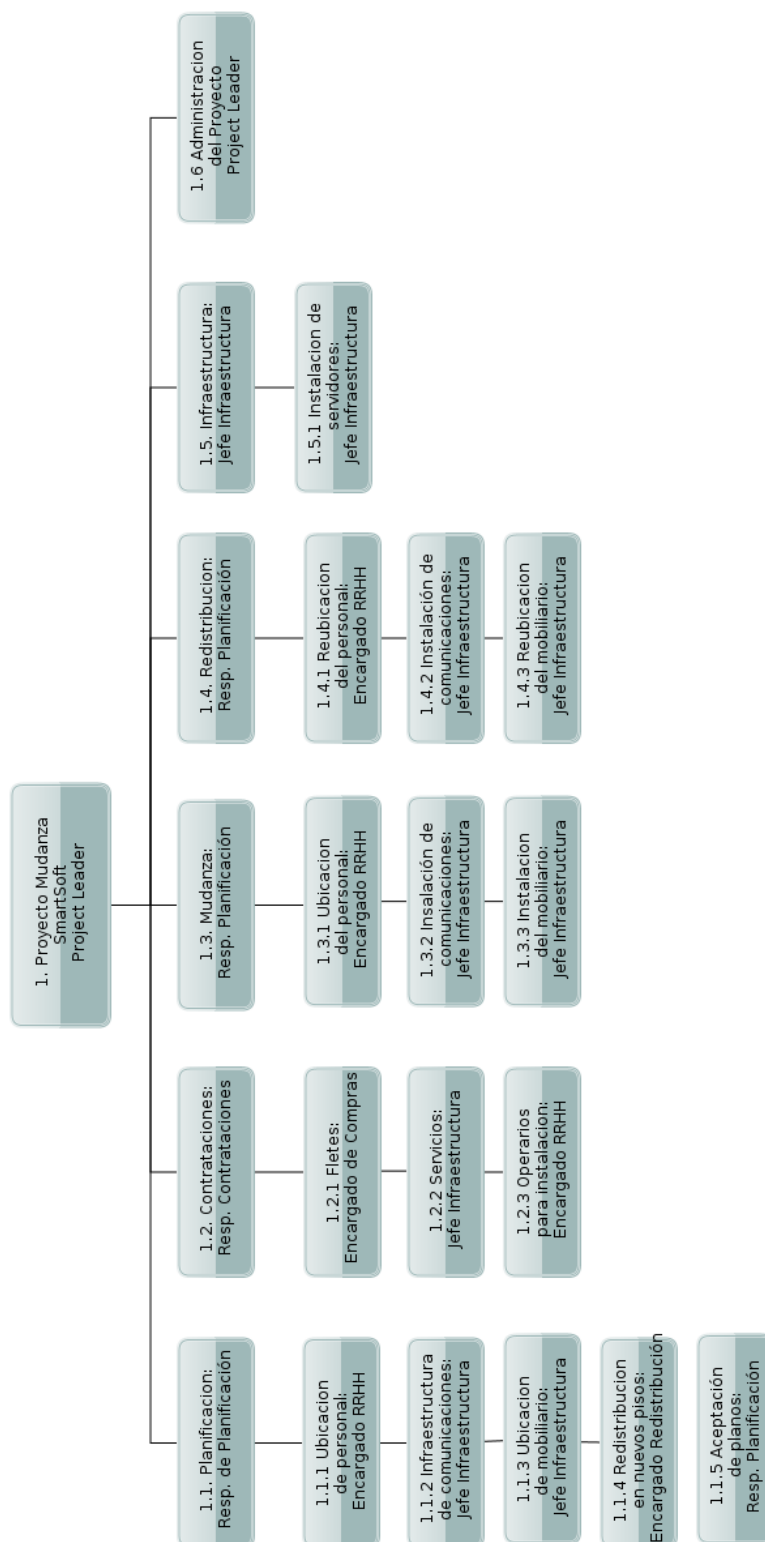 1. Proyecto Mudanza
SmartSoft
Project Leader
1.1. Planificacion:
Resp. de Planificación
1.1.1 Ubicacion
de personal:
Encargado RRHH
1.1.2 Infraestructura
de comunicaciones:
Jefe Infraestructura
1.1.3 Ubicacion
de mobiliario:
Jefe Infraestructura
1.1.4 Redistribucion
en nuevos pisos:
Encargado Redistribución
1.1.5 Aceptación
de planos:
Resp. Planificación
1.2. Contrataciones:
Resp. Contrataciones
1.2.1 Fletes:
Encargado de Compras
1.2.2 Servicios:
Jefe Infraestructura
1.2.3 Operarios
para instalacion:
Encargado RRHH
1.3. Mudanza:
Resp. Planificación
1.3.1 Ubicacion
del personal:
Encargado RRHH
1.3.2 Insalación de
comunicaciones:
Jefe Infraestructura
1.3.3 Instalacion
del mobiliario:
Jefe Infraestructura
1.4. Redistribucion:
Resp. Planificación
1.4.1 Reubicacion
del personal:
Encargado RRHH
1.4.2 Instalación de
comunicaciones:
Jefe Infraestructura
1.4.3 Reubicacion
del mobiliario:
Jefe Infraestructura
1.5. Infraestructura:
Jefe Infraestructura
1.5.1 Instalacion de
servidores:
Jefe Infraestructura
1.6 Administracion
del Proyecto
Project Leader